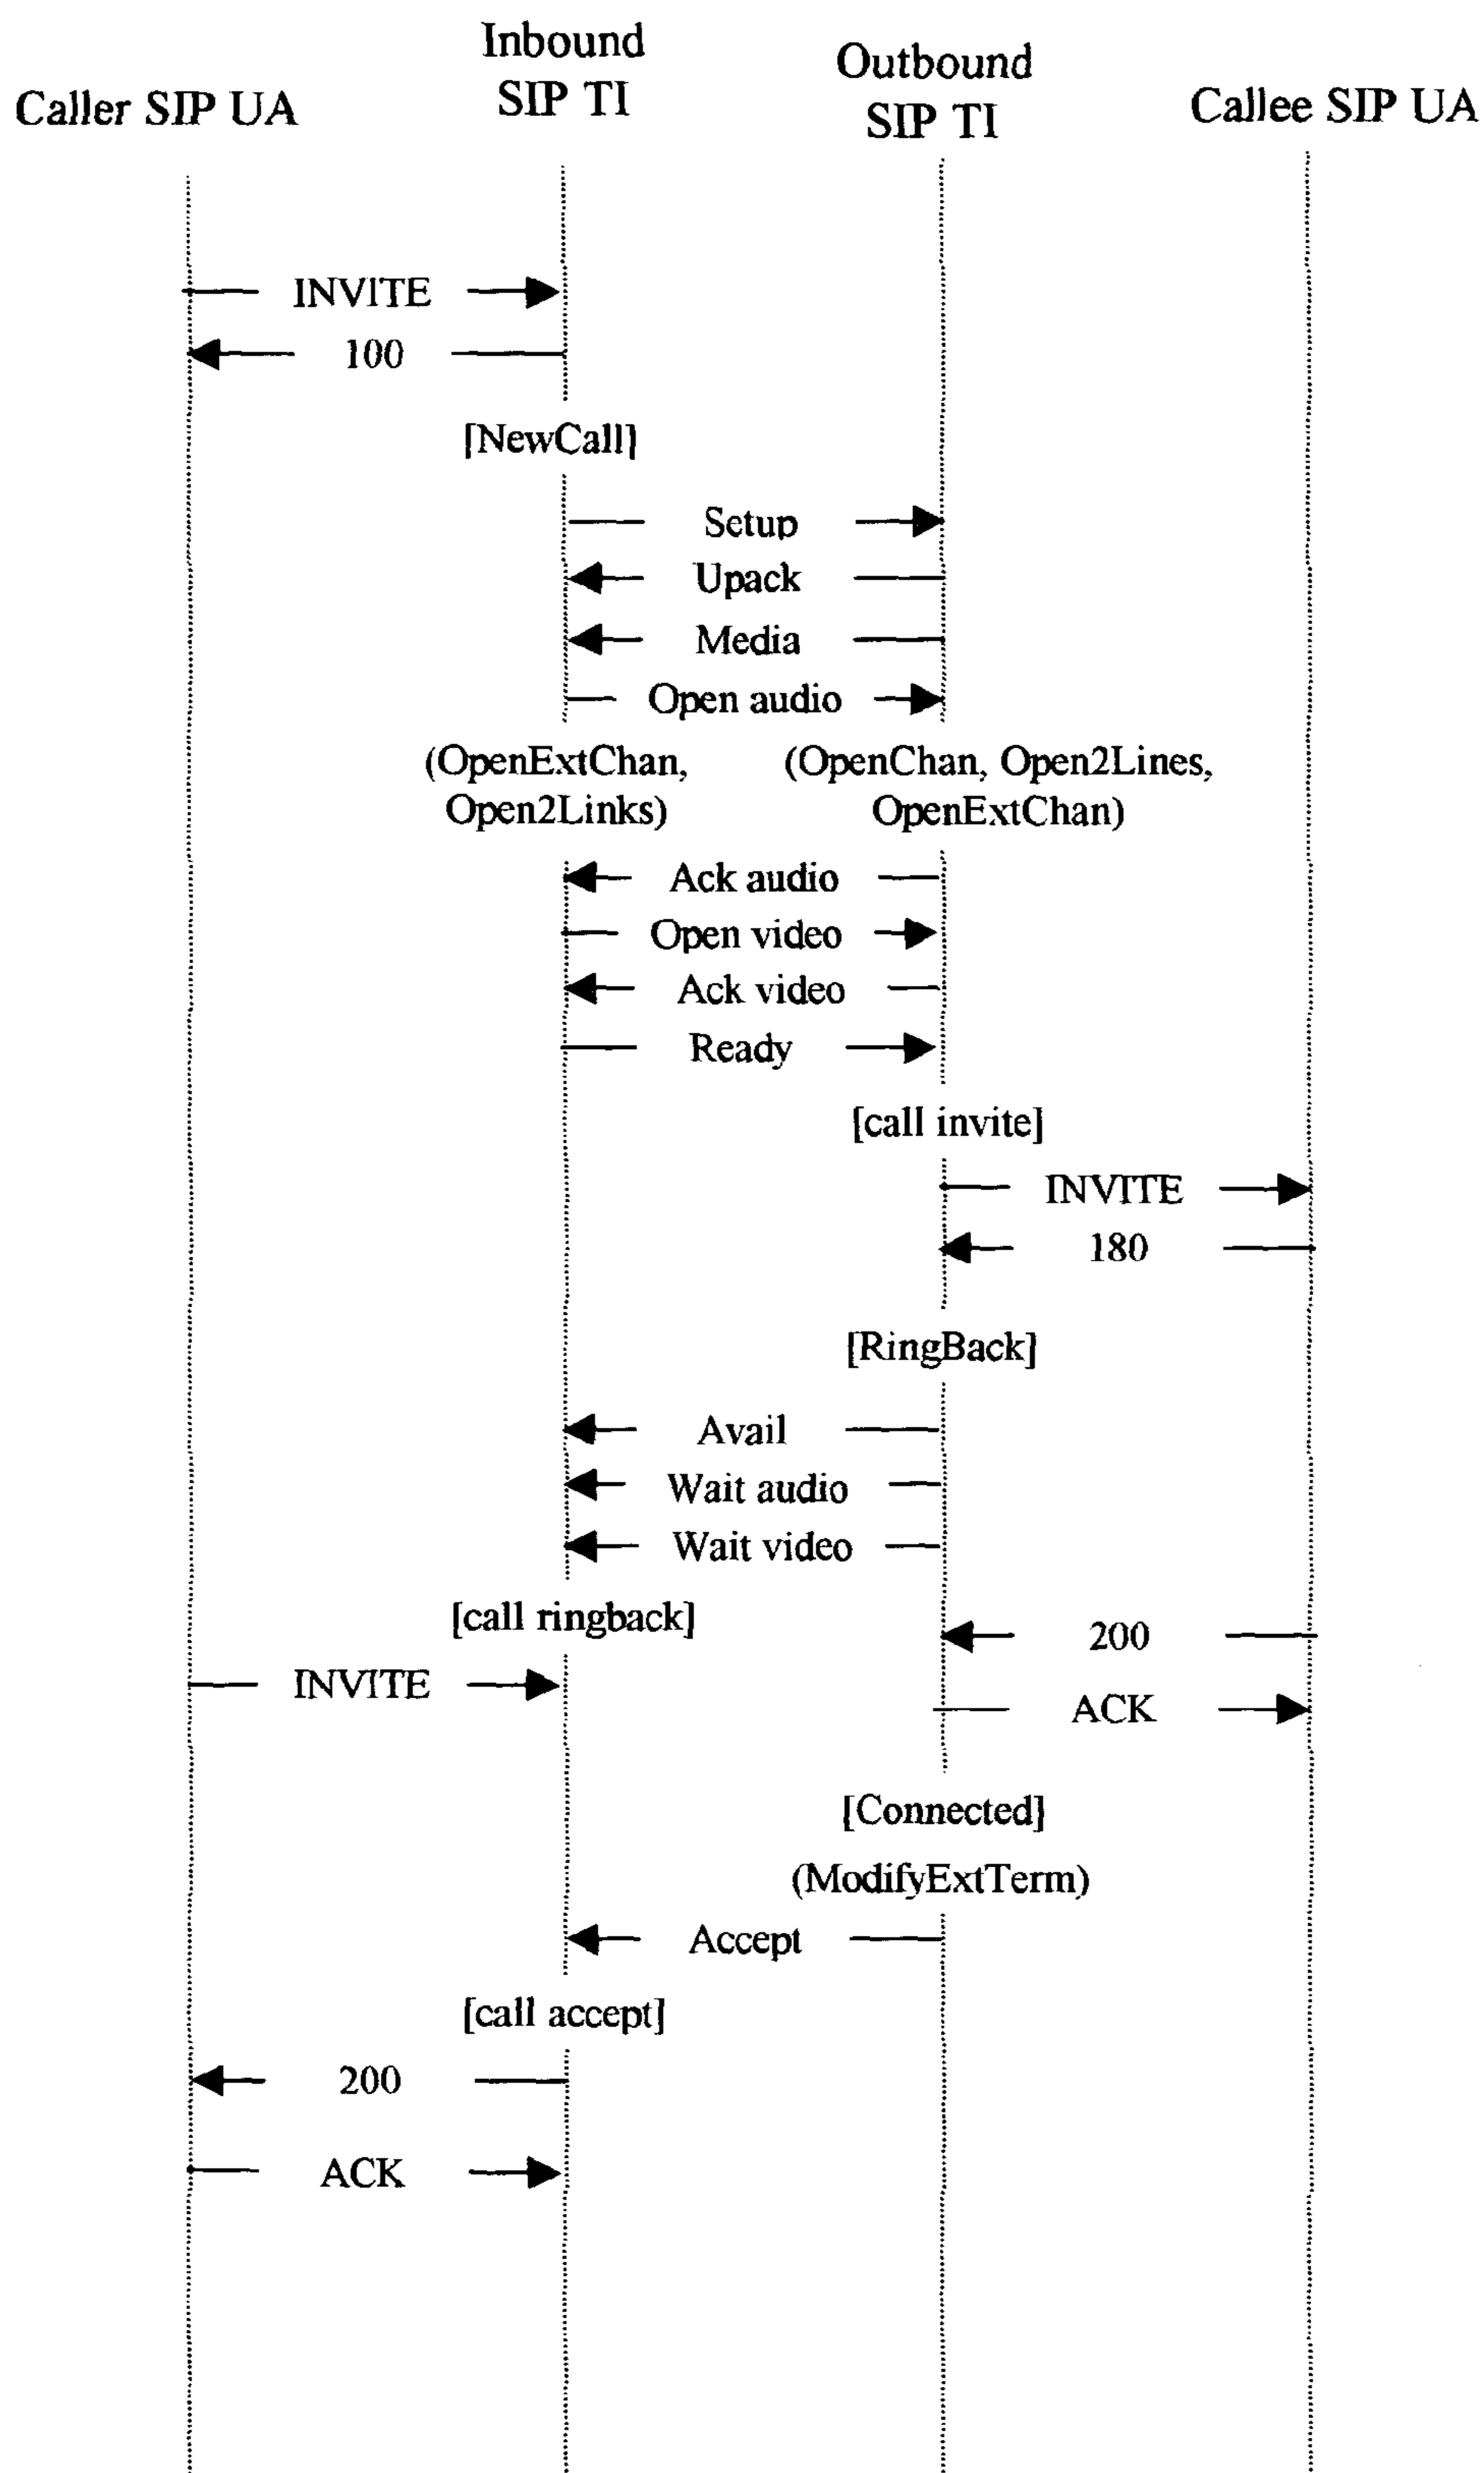 Caller SIP UA
Inbound
SIP TI
Outbound
SIP TI
Callee SIP UA
INVITE
100
[NewCall]
Setup
Upack
Media
Open audio
(OpenExtChan,
Open2Links)
(OpenChan, Open2Lines,
OpenExtChan)
Ack audio
Open video
Ack video
Ready
[call invite]
INVITE
180
[RingBack]
Avail
Wait audio
Wait video
[call ringback]
200
INVITE
ACK
[Connected]
(ModifyExtTerm)
Accept
[call accept]
200
ACK